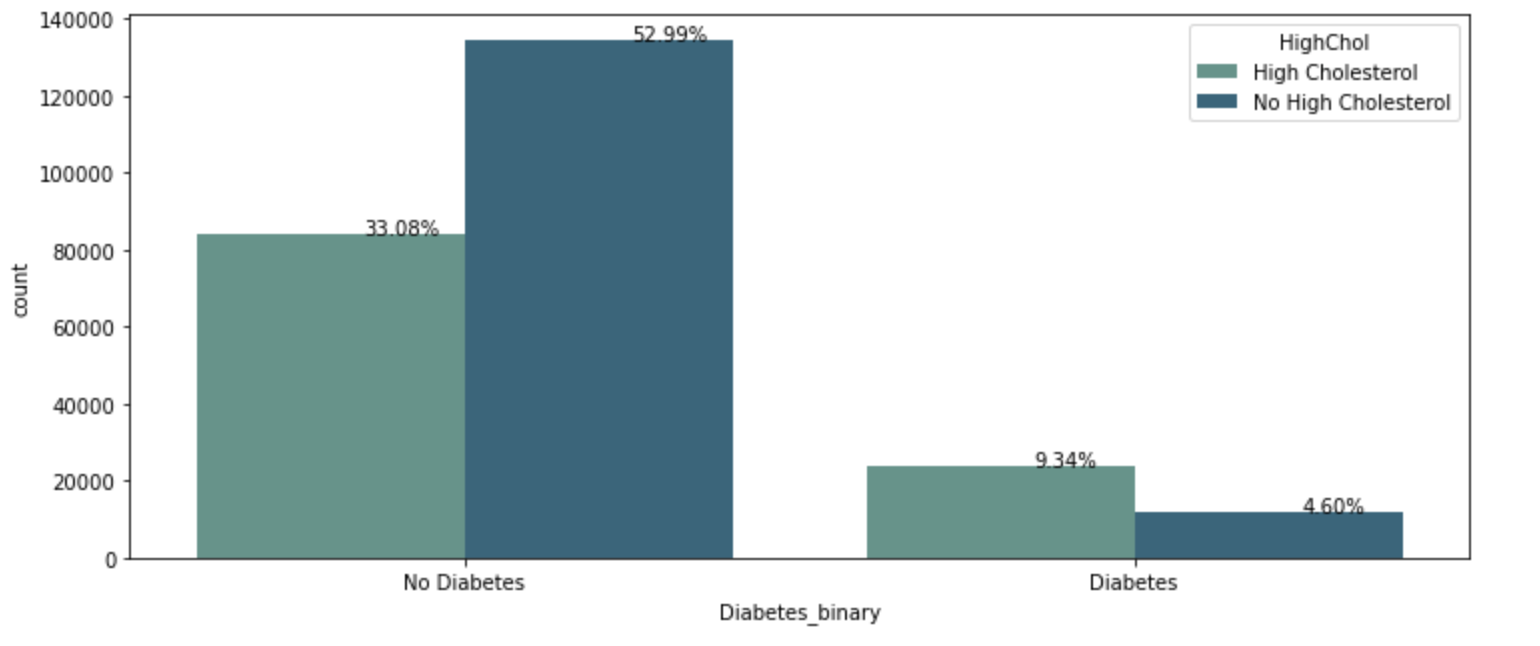 140000
120000
100000
80000
60000
40000
20000
0
count
52.99%
33.08%
9.34%
4.60%
HighChol
High Cholesterol
No High Cholesterol
No Diabetes
Diabetes
Diabetes_binary